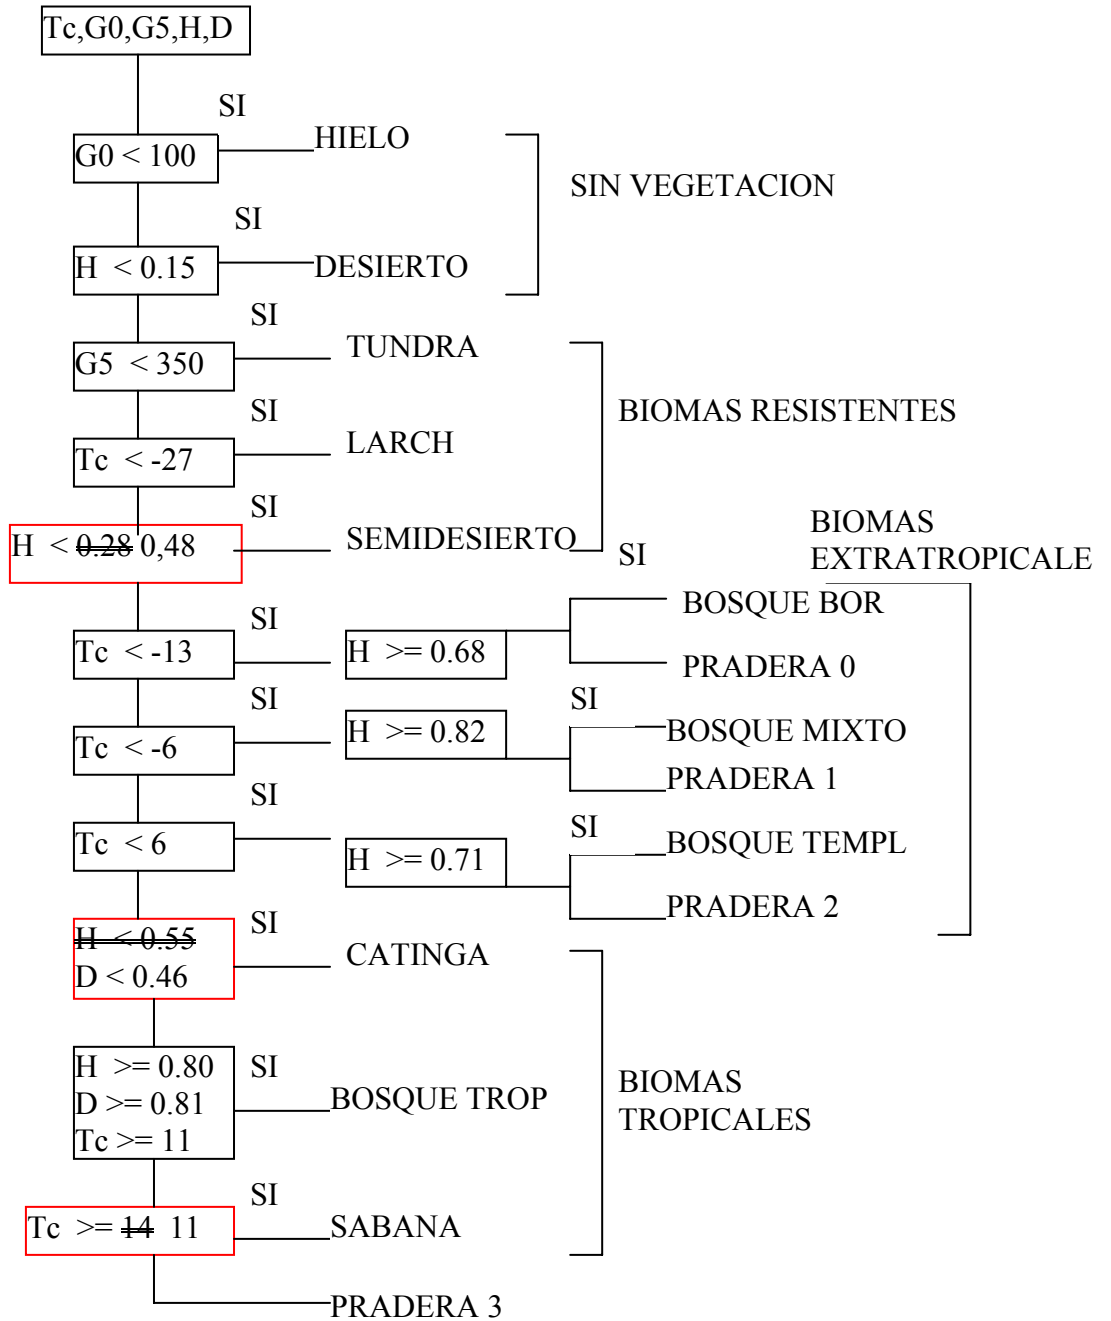 Tc,G0,G5,H,D
SI
G0 < 100
HIELO
SIN VEGETACION
SI
H < 0.15
DESIERTO
SI
G5 < 350
TUNDRA
BIOMAS RESISTENTES
SI
Tc < -27
LARCH
SI
H < 0.28 0,48
SEMIDESIERTO
SI
BIOMAS
EXTRATROPICALE
SI
Tc < -13
H >= 0.68
BOSQUE BOR
PRADERA 0
SI
Tc < -6
H >= 0.82
SI
BOSQUE MIXTO
PRADERA 1
SI
Tc < 6
H >= 0.71
SI
BOSQUE TEMPL
PRADERA 2
SI
H < 0.55
D < 0.46
CATINGA
H >= 0.80
D >= 0.81
Tc >= 11
SI
BOSQUE TROP
BIOMAS
TROPICALES
SI
Tc >= 14 11
SABANA
PRADERA 3